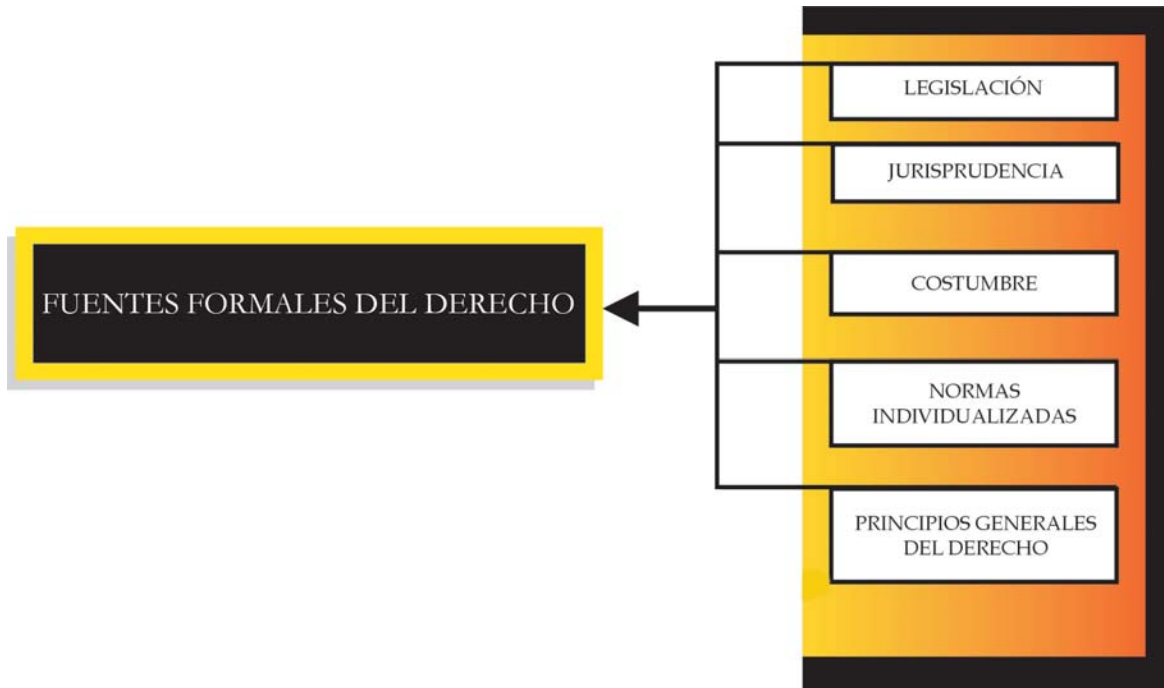 FUENTES FORMALES DEL DERECHO
LEGISLACIÓN
JURISPRUDENCIA
COSTUMBRE
NORMAS
INDIVIDUALIZADAS
PRINCIPIOS GENERALES
DEL DERECHO